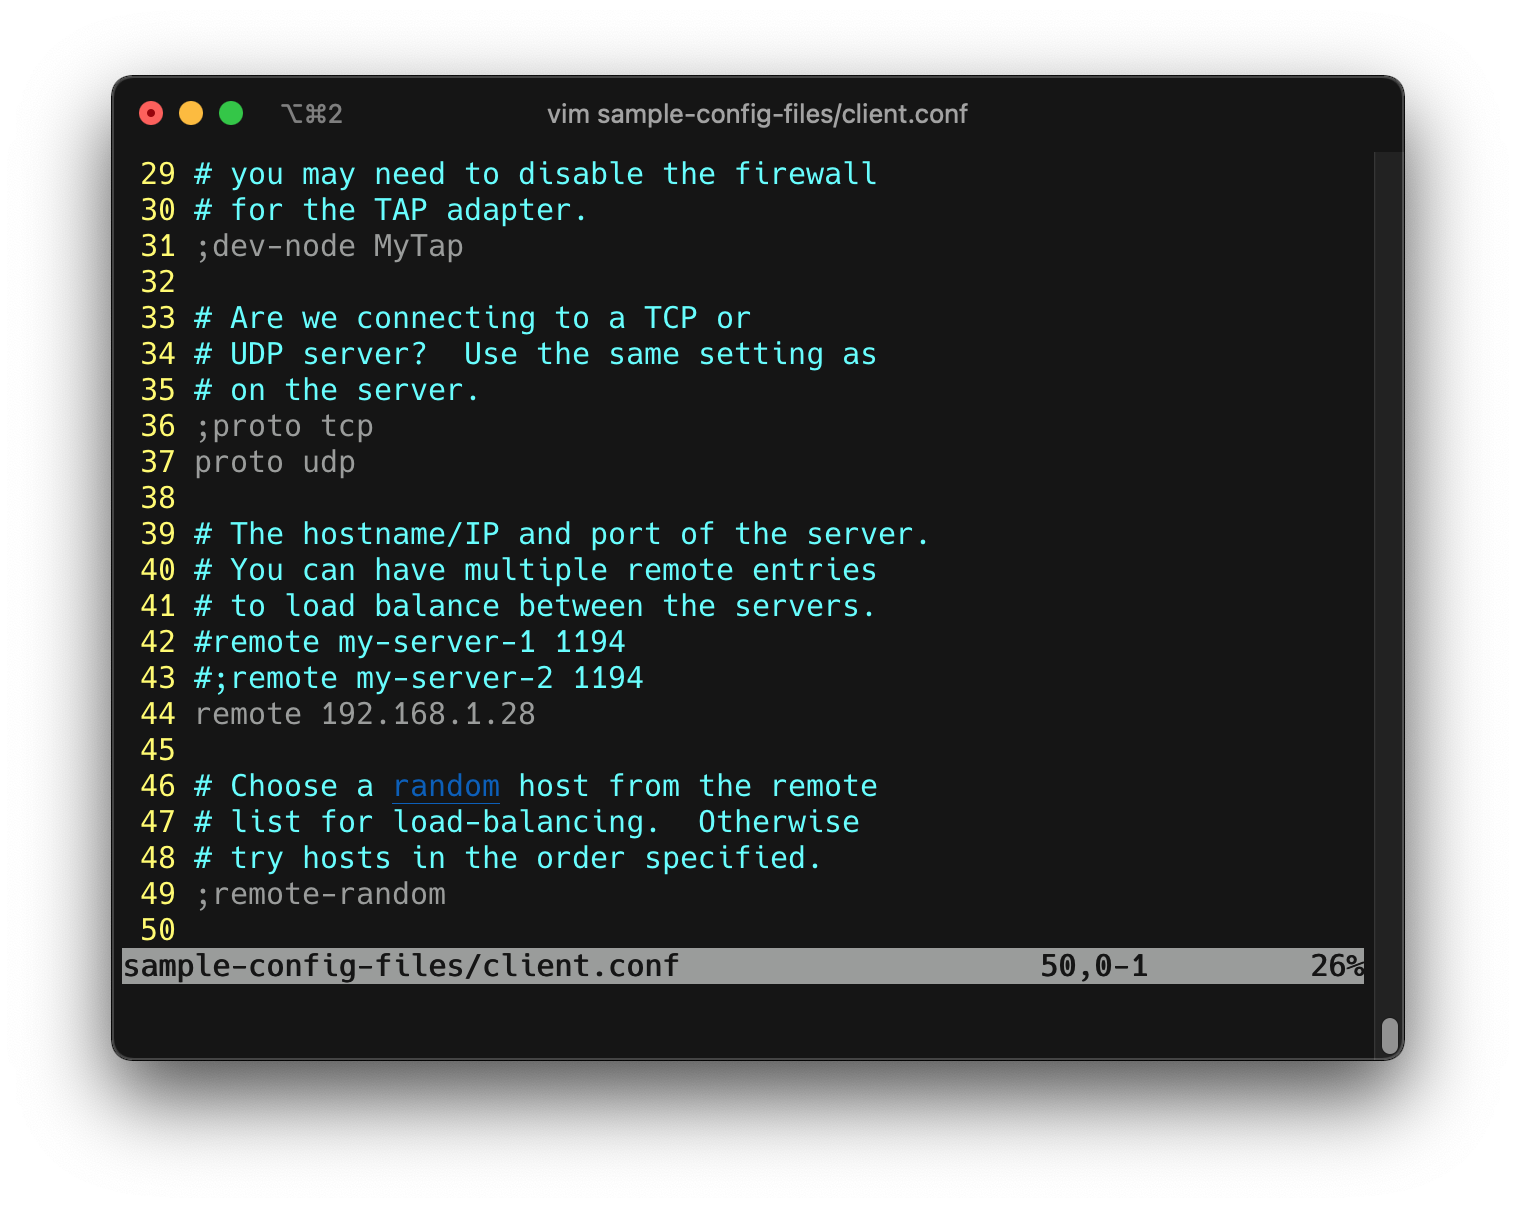 ⌥⌘2
vim sample-config-files/client.conf
29 # you may need to disable the firewall
30 # for the TAP adapter.
31 ;dev-node MyTap
32
33 # Are we connecting to a TCP or
34 # UDP server?  Use the same setting as
35 # on the server.
36 ;proto tcp
37 proto udp
38
39 # The hostname/IP and port of the server.
40 # You can have multiple remote entries
41 # to load balance between the servers.
42 #remote my-server-1 1194
43 #;remote my-server-2 1194
44 remote 192.168.1.28
45
46 # Choose a random host from the remote
47 # list for load-balancing.  Otherwise
48 # try hosts in the order specified.
49 ;remote-random
50
sample-config-files/client.conf 50,0-1 26%